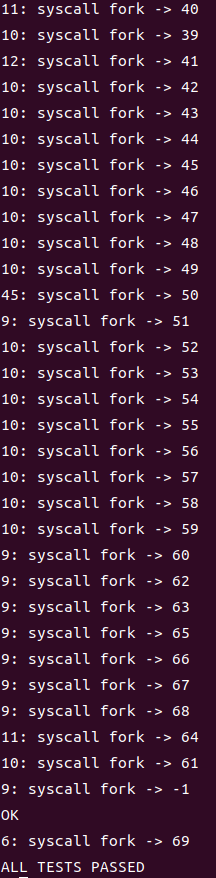 11: syscall fork -> 40
10: syscall fork -> 39
12: syscall fork -> 41
10: syscall fork -> 42
10: syscall fork -> 43
10: syscall fork -> 44
10: syscall fork -> 45
10: syscall fork -> 46
10: syscall fork -> 47
10: syscall fork -> 48
10: syscall fork -> 49
45: syscall fork -> 50
9: syscall fork -> 51
10: syscall fork -> 52
10: syscall fork -> 53
10: syscall fork -> 54
10: syscall fork -> 55
10: syscall fork -> 56
10: syscall fork -> 57
10: syscall fork -> 58
10: syscall fork -> 59
9: syscall fork -> 60
9: syscall fork -> 62
9: syscall fork -> 63
9: syscall fork -> 65
9: syscall fork -> 66
9: syscall fork -> 67
9: syscall fork -> 68
11: syscall fork -> 64
10: syscall fork -> 61
9: syscall fork -> -1
OK
6: syscall fork -> 69
ALL TESTS PASSED